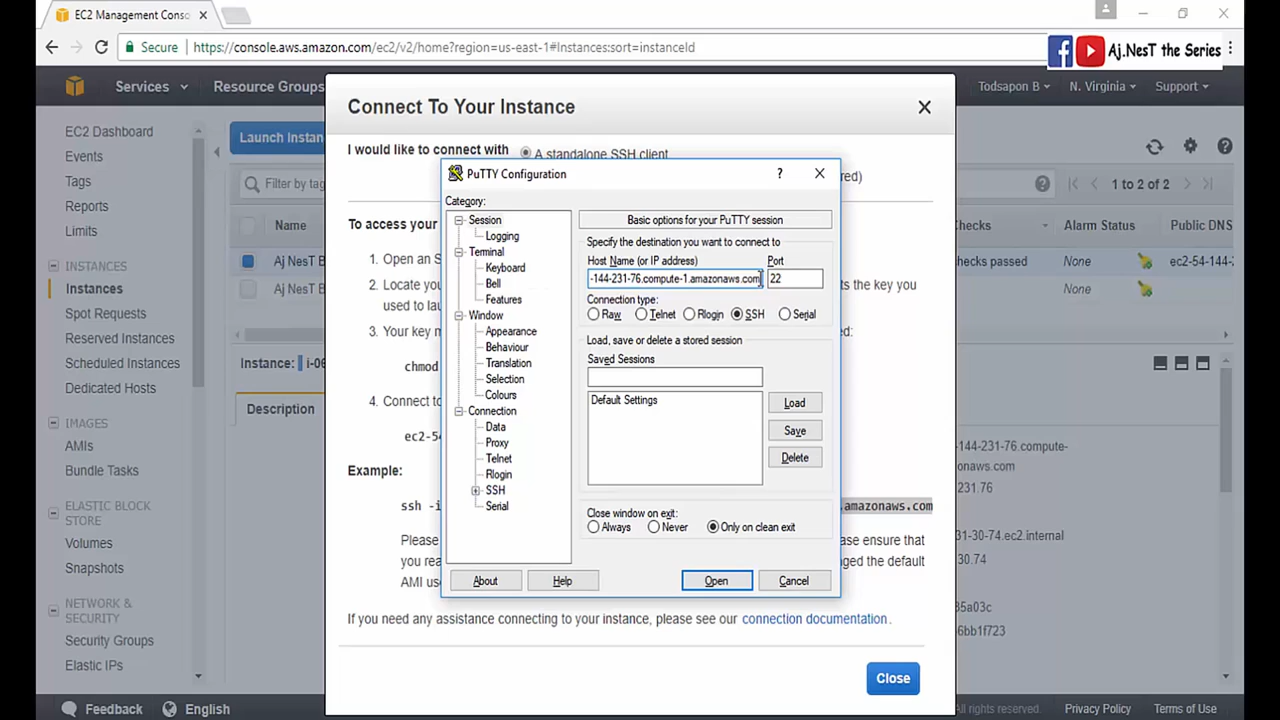 EC2 Management Conso
Secure
https://console.aws.amazon.com/ec2/v2/home?region=us-east-1#Instances:sort=instanceId
Aj.NesT the Series
Services
Resource Groups
Todsapon B
N. Virginia
Support
EC2 Dashboard
Events
Tags
Reports
Limits
INSTANCES
Instances
Spot Requests
Reserved Instances
Scheduled Instances
Dedicated Hosts
IMAGES
AMIs
Bundle Tasks
ELASTIC BLOCK
STORE
Volumes
Snapshots
NETWORK &
SECURITY
Security Groups
Elastic IPs
Feedback
English
Launch Instan
Filter by tag
1 to 2 of 2
Name
Checks
Alarm Status
Public DNS
Aj NesT B
checks passed
None
ec2-54-144-
Aj NesT B
None
Instance:
i-06
Description
-144-231-76.compute-
onaws.com
231.76
31-30-74.ec2.internal
35a03c
6bb1f723
All rights reserved.
Privacy Policy
Terms of Use
Connect To Your Instance
I would like to connect with
A standalone SSH client
red)
To access your
1. Open an S
2. Locate you
ts the key you
used to lau
3. Your key m
chmod
4. Connect to
ec2-54
Example:
ssh -i
.amazonaws.com
Please
ase ensure that
you rea
ged the default
AMI use
If you need any assistance connecting to your instance, please see our connection documentation.
Close
PuTTY Configuration
Category:
Session
Logging
Terminal
Keyboard
Bell
Features
Window
Appearance
Behaviour
Translation
Selection
Colours
Connection
Data
Proxy
Telnet
Rlogin
SSH
Serial
Basic options for your PuTTY session
Specify the destination you want to connect to
Host Name (or IP address)
Port
-144-231-76.compute-1.amazonaws.com
22
Connection type:
Raw
Telnet
Rlogin
SSH
Serial
Load, save or delete a stored session
Saved Sessions
Default Settings
Load
Save
Delete
Close window on exit:
Always
Never
Only on clean exit
About
Help
Open
Cancel